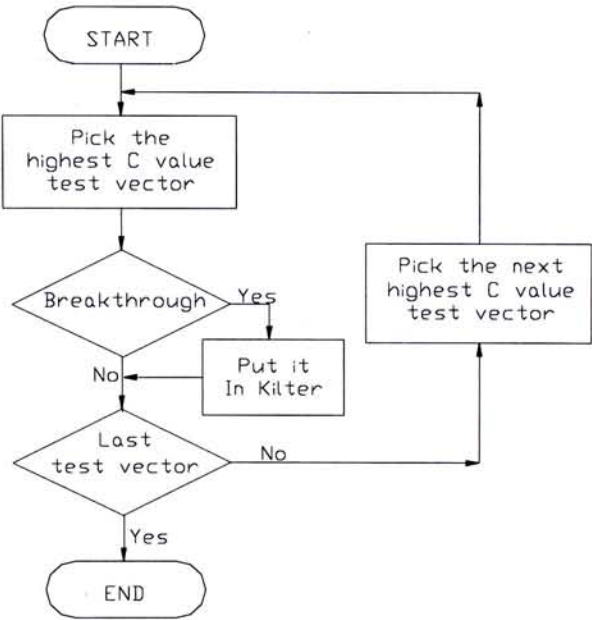 START
Pick the
highest C value
test vector
Breakthrough
Yes
Put it
In Kilter
No
Last
test vector
No
Pick the next
highest C value
test vector
Yes
END